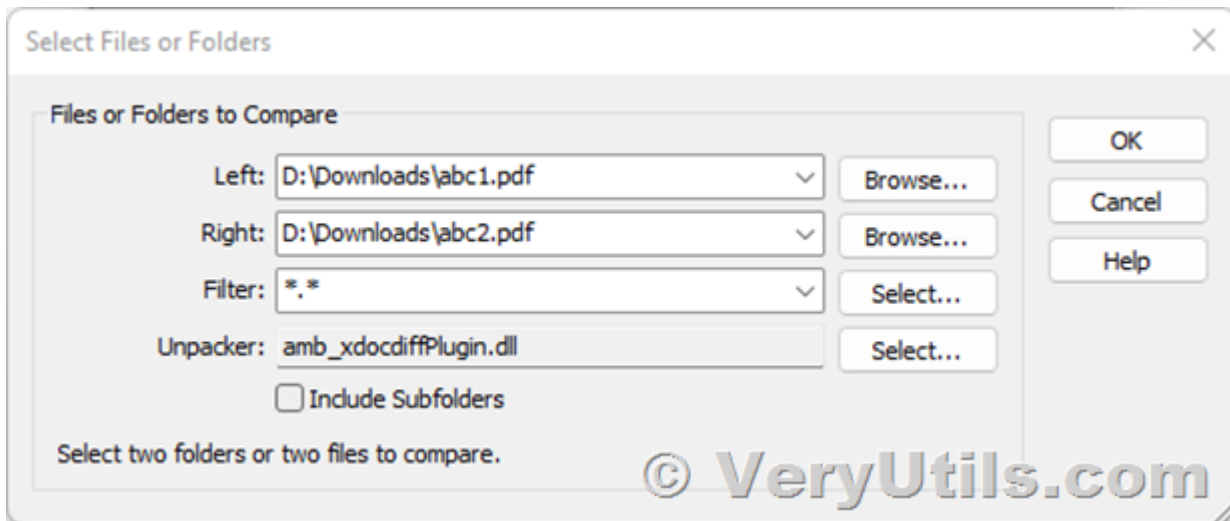 Select Files or Folders
Files or Folders to Compare
Left: D:\Downloads\abc1.pdf Browse...
Right: D:\Downloads\abc2.pdf Browse...
Filter: *.* Select...
Unpacker: amb_xdocdiffPlugin.dll Select...
Include Subfolders
Select two folders or two files to compare.
OK
Cancel
Help
© VeryUtils.com